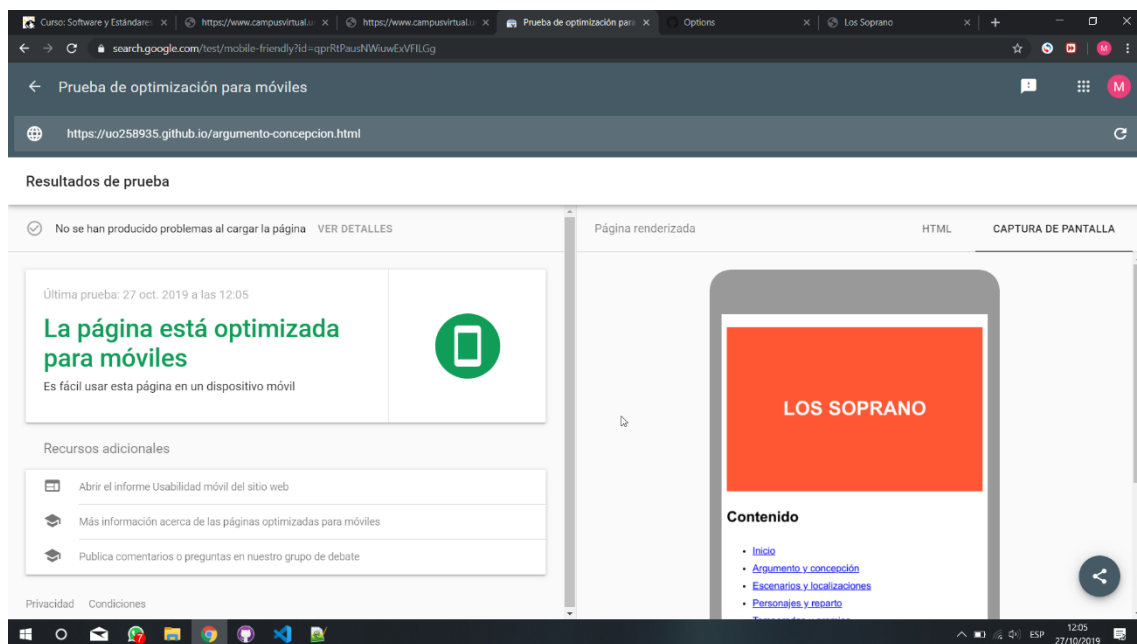 Curso: Software y Estándares
https://www.campusvirtual.u
https://www.campusvirtual.u
Prueba de optimización para
Options
Los Soprano
search.google.com/test/mobile-friendly?id=qprRtPausNWiuwExVFILGg
Prueba de optimización para móviles
M
https://uo258935.github.io/argumento-concepcion.html
Resultados de prueba
No se han producido problemas al cargar la página VER DETALLES
Página renderizada
HTML
CAPTURA DE PANTALLA
Última prueba: 27 oct. 2019 a las 12:05
La página está optimizada
para móviles
Es fácil usar esta página en un dispositivo móvil
Recursos adicionales
Abrir el informe Usabilidad móvil del sitio web
Más información acerca de las páginas optimizadas para móviles
Publica comentarios o preguntas en nuestro grupo de debate
Privacidad Condiciones
LOS SOPRANO
Contenido
Inicio
Argumento y concepción
Escenarios y localizaciones
Personajes y reparto
ESP
12:05
27/10/2019